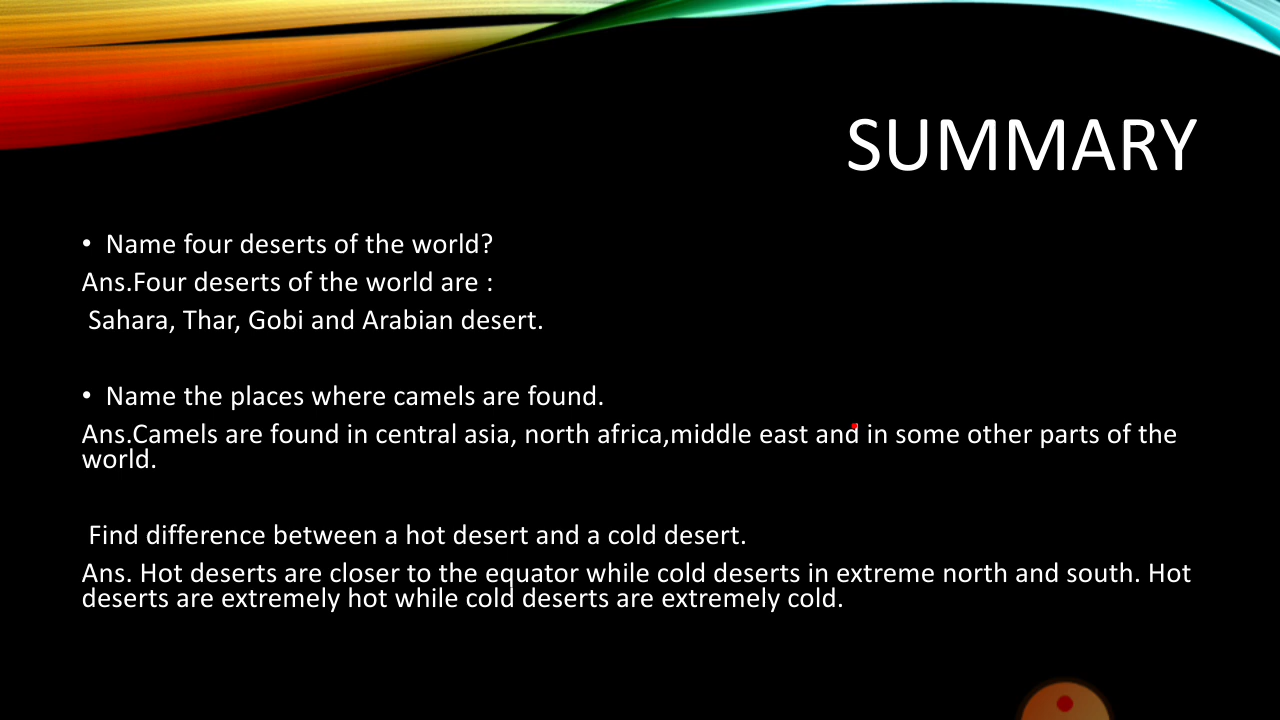 SUMMARY
• Name four deserts of the world?
Ans.Four deserts of the world are :
Sahara, Thar, Gobi and Arabian desert.
• Name the places where camels are found.
Ans.Camels are found in central asia, north africa,middle east and in some other parts of the
world.
Find difference between a hot desert and a cold desert.
Ans. Hot deserts are closer to the equator while cold deserts in extreme north and south. Hot
deserts are extremely hot while cold deserts are extremely cold.